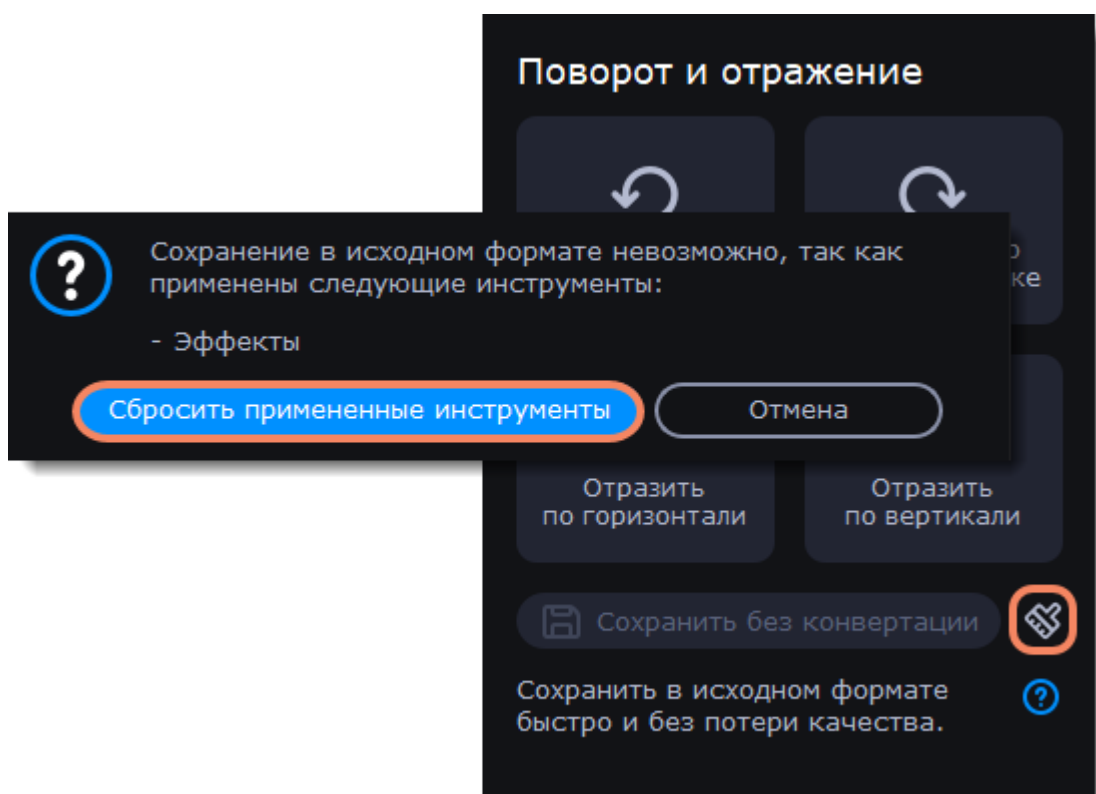 Поворот и отражение
Сохранение в исходном формате невозможно, так как
применены следующие инструменты:
- Эффекты
Сбросить примененные инструменты
Отмена
Отразить
по горизонтали
Отразить
по вертикали
Сохранить без конвертации
Сохранить в исходном формате
быстро и без потери качества.